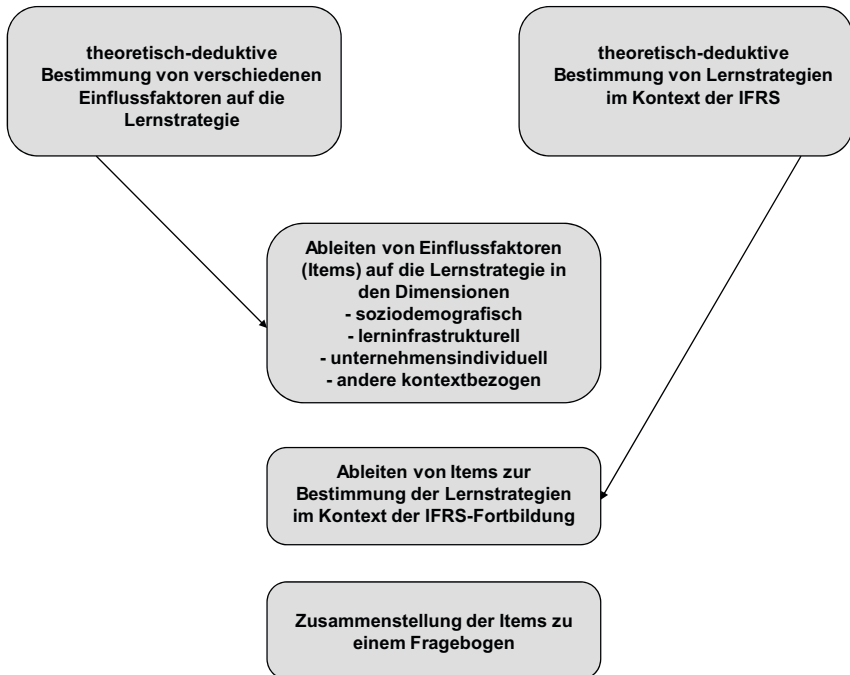 theoretisch-deduktive
Bestimmung von verschiedenen
Einflussfaktoren auf die
Lernstrategie
theoretisch-deduktive
Bestimmung von Lernstrategien
im Kontext der IFRS
Ableiten von Einflussfaktoren
(Items) auf die Lernstrategie in
den Dimensionen
- soziodemografisch
- lerninfrastrukturell
- unternehmensindividuell
- andere kontextbezogen
Ableiten von Items zur
Bestimmung der Lernstrategien
im Kontext der IFRS-Fortbildung
Zusammenstellung der Items zu
einem Fragebogen